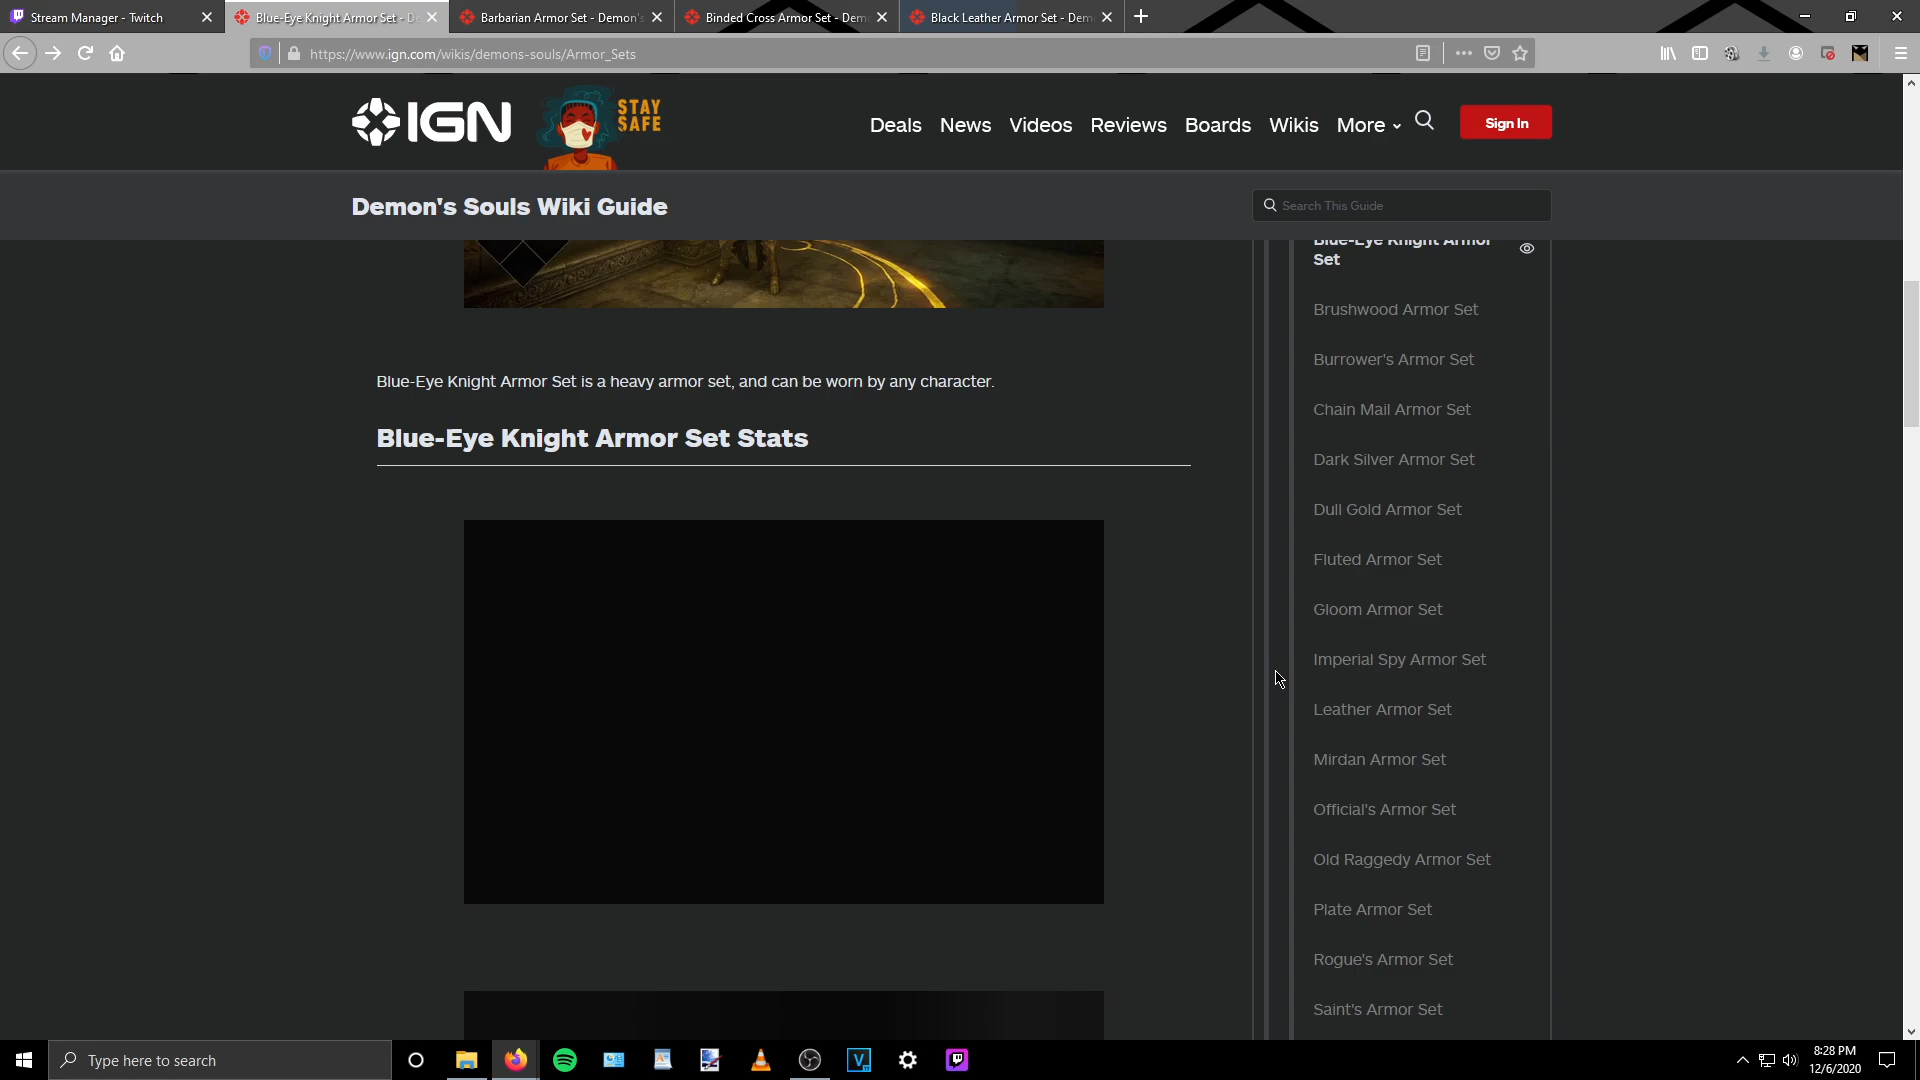 Stream Manager - Twitch
Blue-Eye Knight Armor Set - De
Barbarian Armor Set - Demon's
Binded Cross Armor Set - Dem
Black Leather Armor Set - Dem
https://www.ign.com/wikis/demons-souls/Armor_Sets
IGN
STAY
SAFE
Deals
News
Videos
Reviews
Boards
Wikis
More
Sign In
Demon's Souls Wiki Guide
Search This Guide
Blue-Eye Knight Armor Set is a heavy armor set, and can be worn by any character.
Blue-Eye Knight Armor Set Stats
Blue-Eye Knight Armor
Set
Brushwood Armor Set
Burrower's Armor Set
Chain Mail Armor Set
Dark Silver Armor Set
Dull Gold Armor Set
Fluted Armor Set
Gloom Armor Set
Imperial Spy Armor Set
Leather Armor Set
Mirdan Armor Set
Official's Armor Set
Old Raggedy Armor Set
Plate Armor Set
Rogue's Armor Set
Saint's Armor Set
Type here to search
8:28 PM
12/6/2020